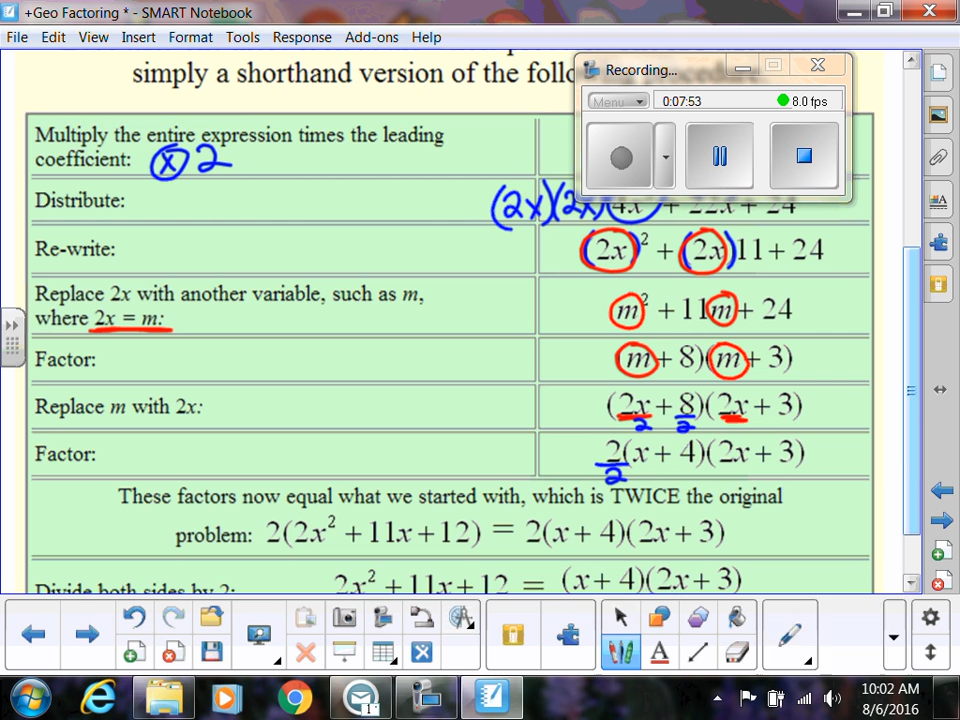 +Geo Factoring * - SMART Notebook
File Edit View Insert Format Tools Response Add-ons Help
simply a shorthand version of the
Recording...
Menu 0:07:53 8.0 fps
Multiply the entire expression times the leading
coefficient: (x) 2
Distribute: (2x)(2x) 4x² + 22x + 24
Re-write: (2x)² + (2x)11 + 24
Replace 2x with another variable, such as m,
where 2x = m: m² + 11m + 24
Factor: (m + 8)(m + 3)
Replace m with 2x: (2x + 8)(2x + 3)
2 2
Factor: 2(x + 4)(2x + 3)
2
These factors now equal what we started with, which is TWICE the original
problem: 2(2x² + 11x + 12) = 2(x + 4)(2x + 3)
Divide both sides by 2: 2x² + 11x + 12 = (x + 4)(2x + 3)
A
1
10:02 AM
8/6/2016